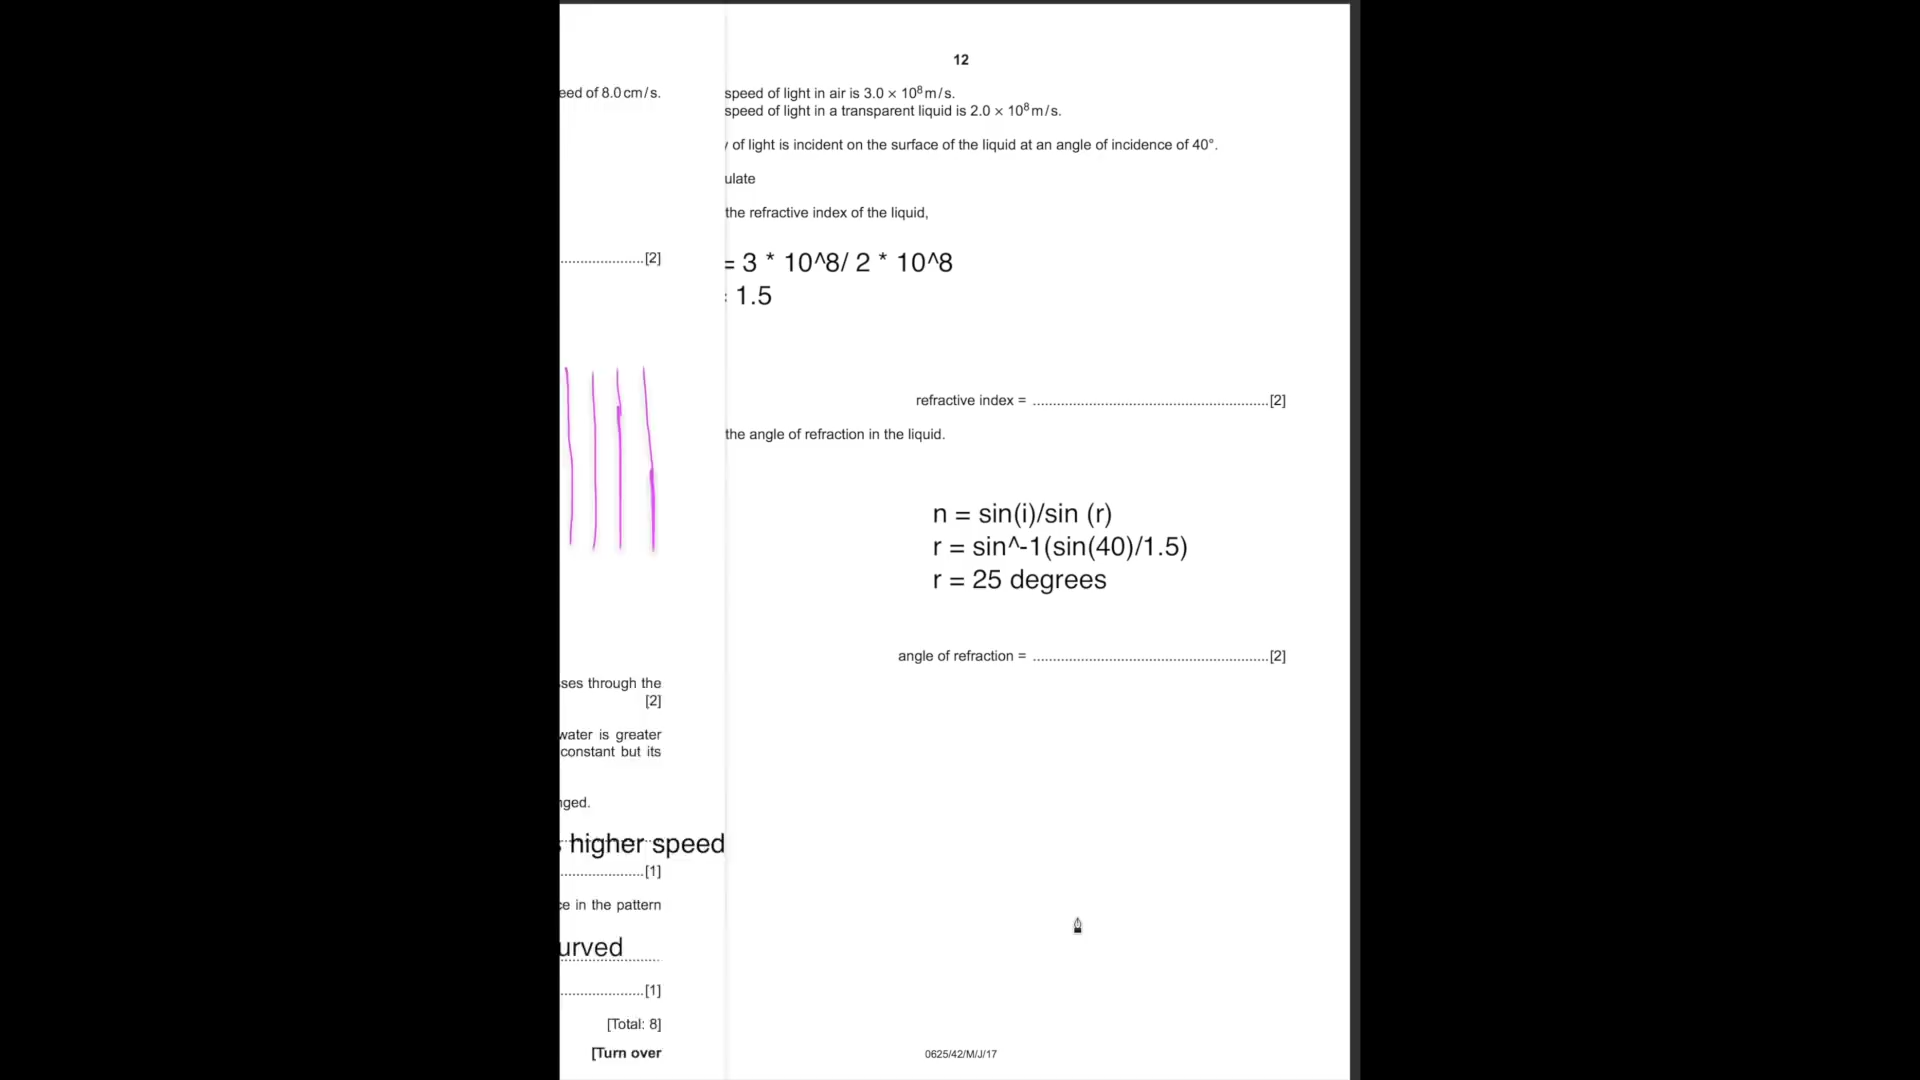 eed of 8.0 cm/s.
[2]
ses through the
[2]
water is greater
constant but its
nged.
higher speed
[1]
ce in the pattern
urved
[1]
[Total: 8]
[Turn over
12
speed of light in air is 3.0 × 10⁸ m/s.
speed of light in a transparent liquid is 2.0 × 10⁸ m/s.
of light is incident on the surface of the liquid at an angle of incidence of 40°.
ulate
the refractive index of the liquid,
= 3 * 10^8/ 2 * 10^8
= 1.5
refractive index = ........................................................[2]
the angle of refraction in the liquid.
n = sin(i)/sin (r)
r = sin^-1(sin(40)/1.5)
r = 25 degrees
angle of refraction = ........................................................[2]
0625/42/M/J/17